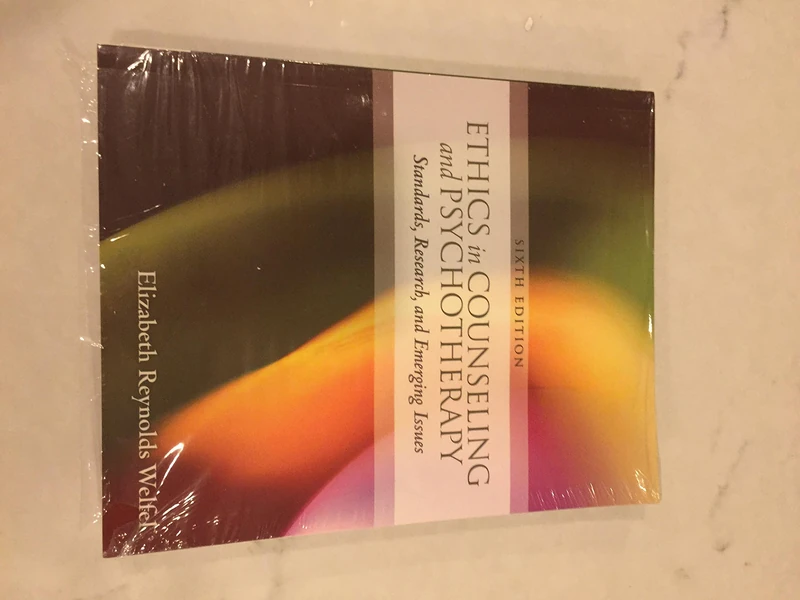 SIXTH EDITION
ETHICS in COUNSELING
and PSYCHOTHERAPY
Standards, Research, and Emerging Issues
Elizabeth Reynolds Welfel